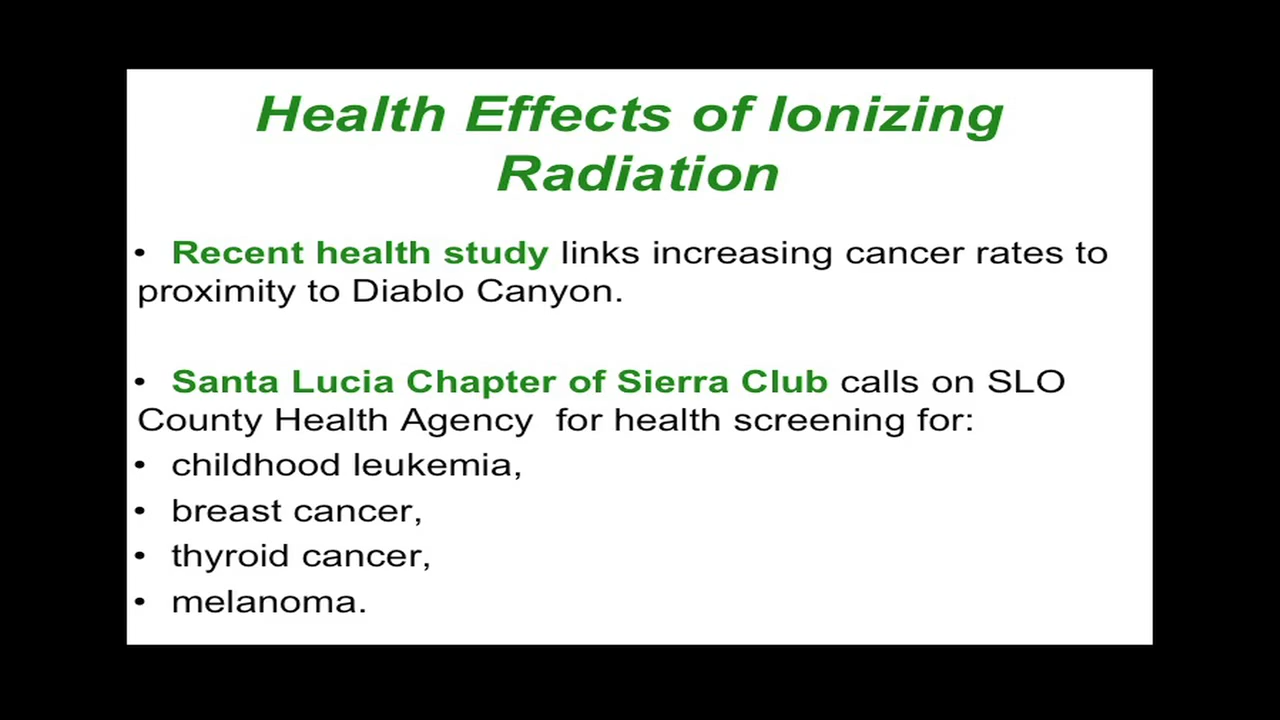 Health Effects of Ionizing
Radiation
• Recent health study links increasing cancer rates to
proximity to Diablo Canyon.
• Santa Lucia Chapter of Sierra Club calls on SLO
County Health Agency  for health screening for:
• childhood leukemia,
• breast cancer,
• thyroid cancer,
• melanoma.